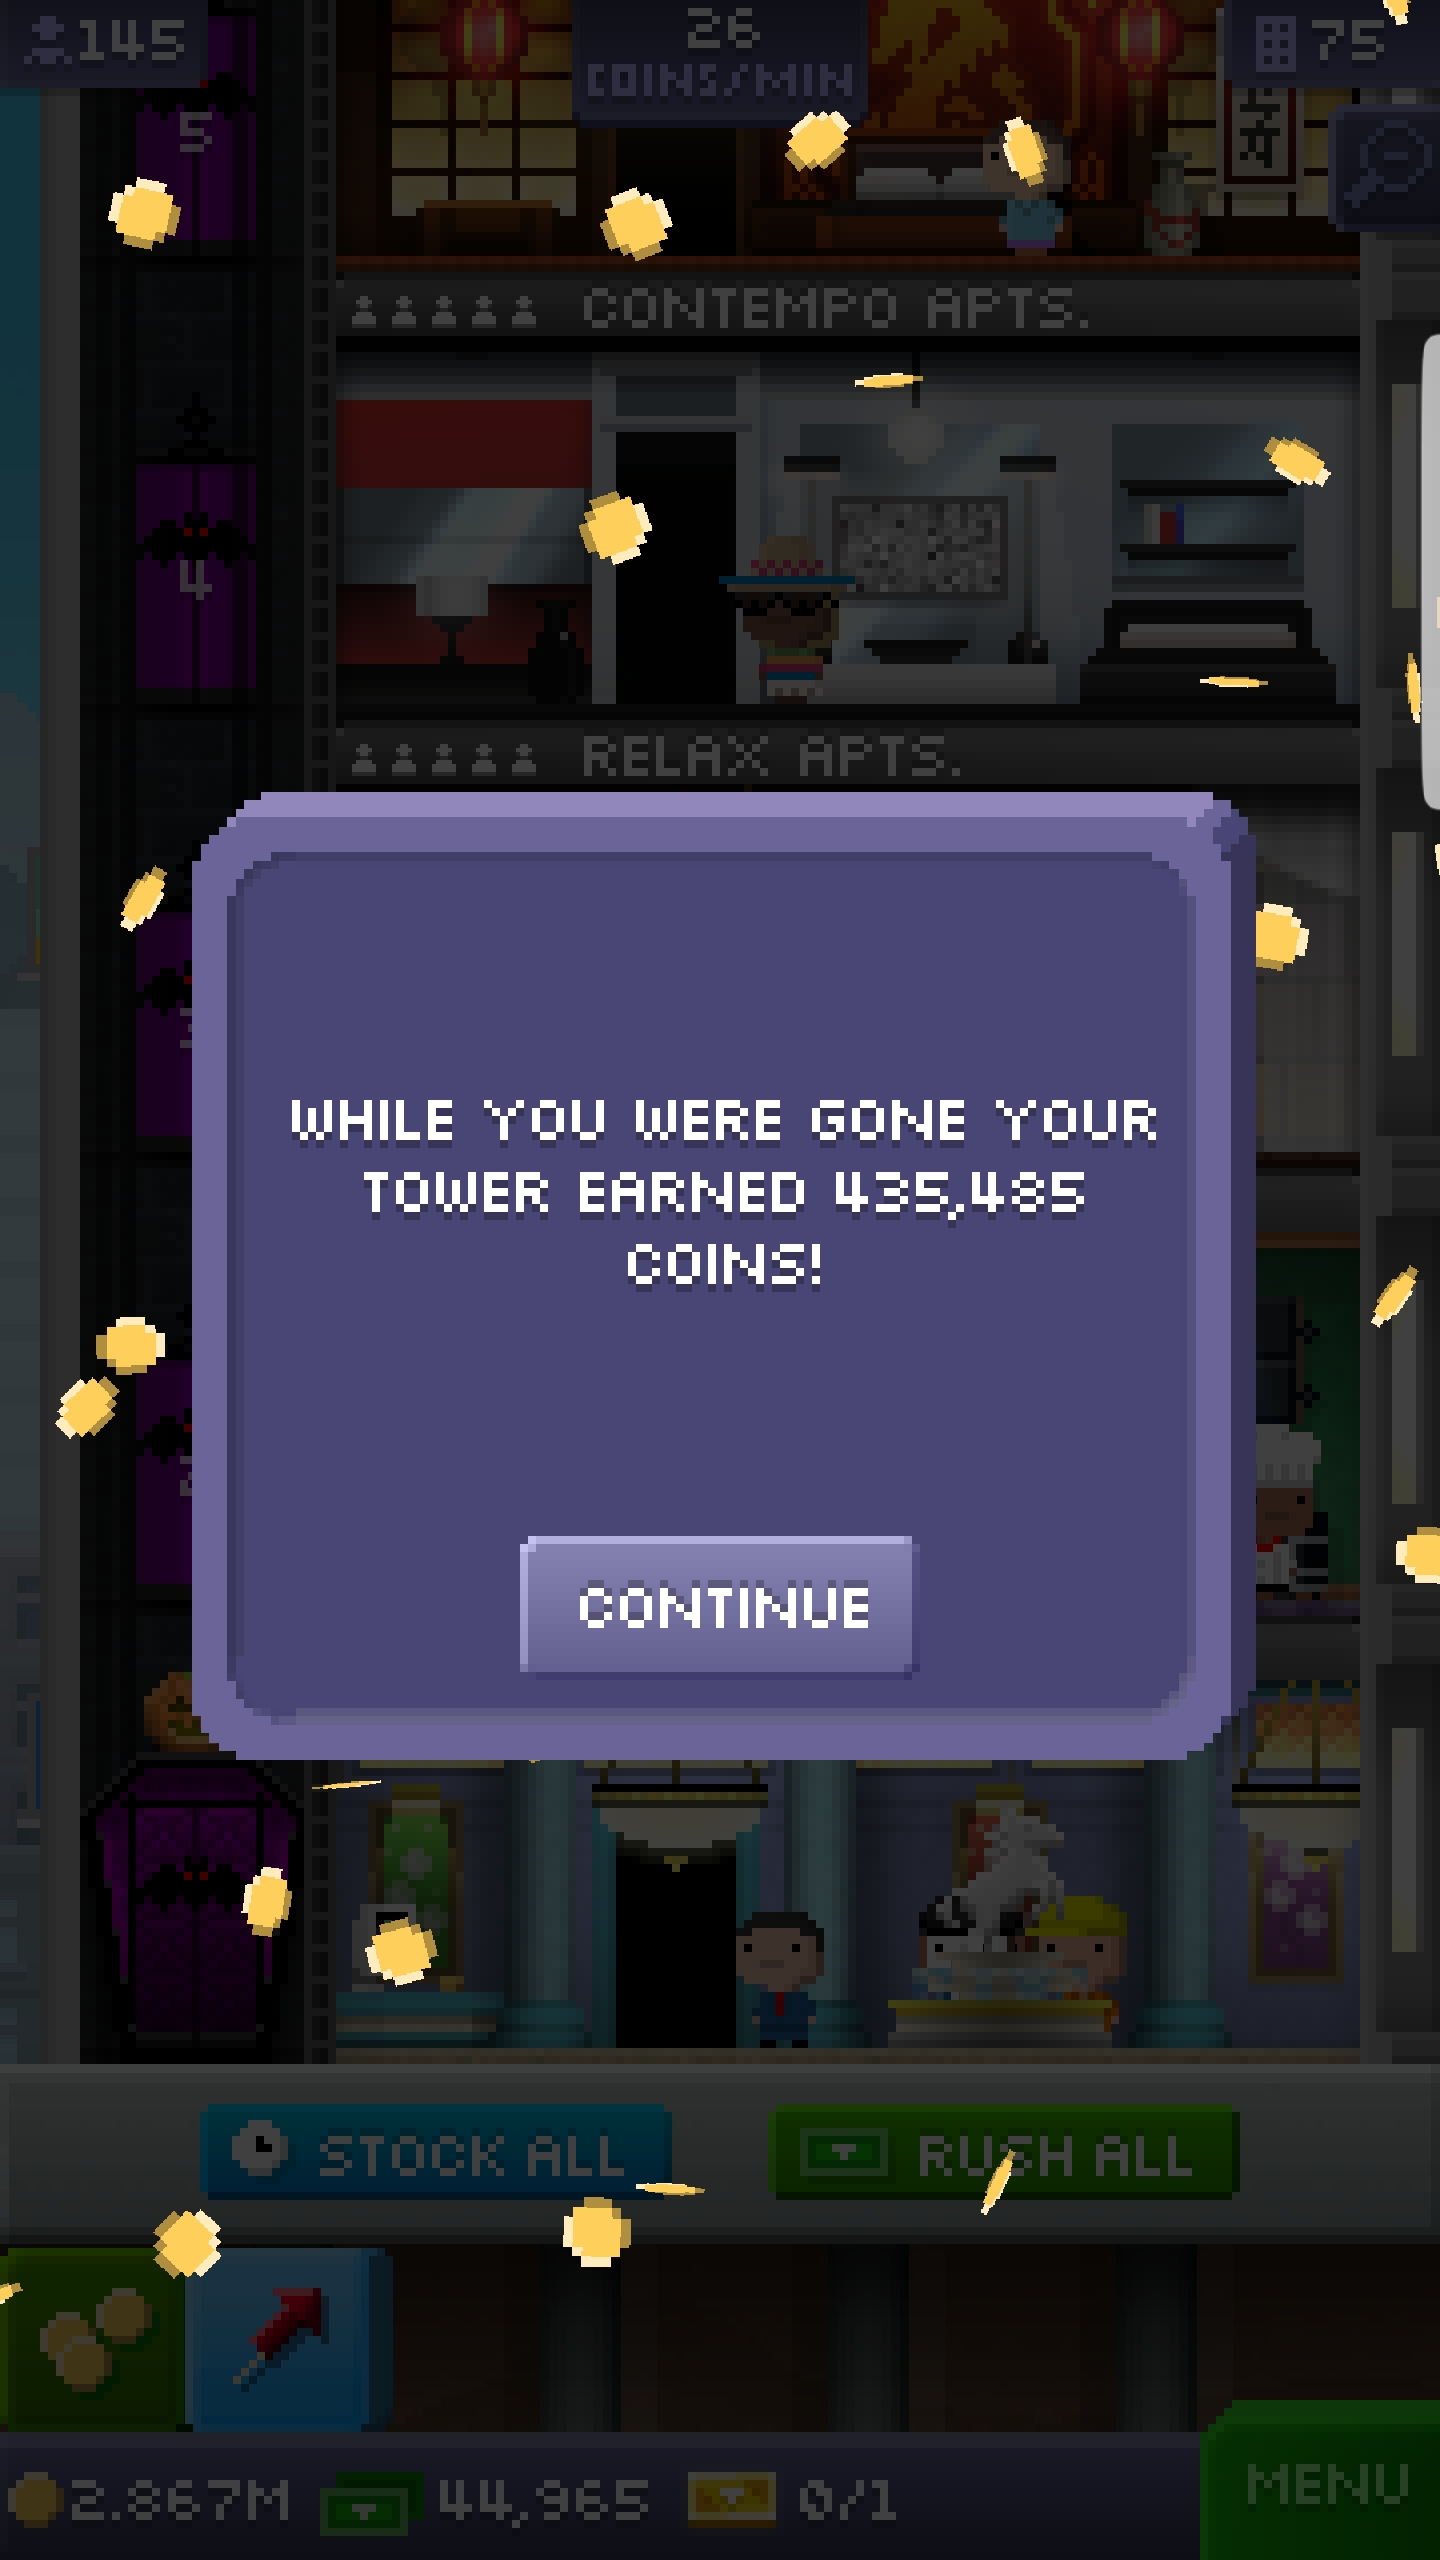 145
26
COINS/MIN
75
5
CONTEMPO APTS.
4
RELAX APTS.
WHILE YOU WERE GONE YOUR
TOWER EARNED 435,485
COINS!
CONTINUE
STOCK ALL
RUSH ALL
2.867M
44,965
0/1
MENU